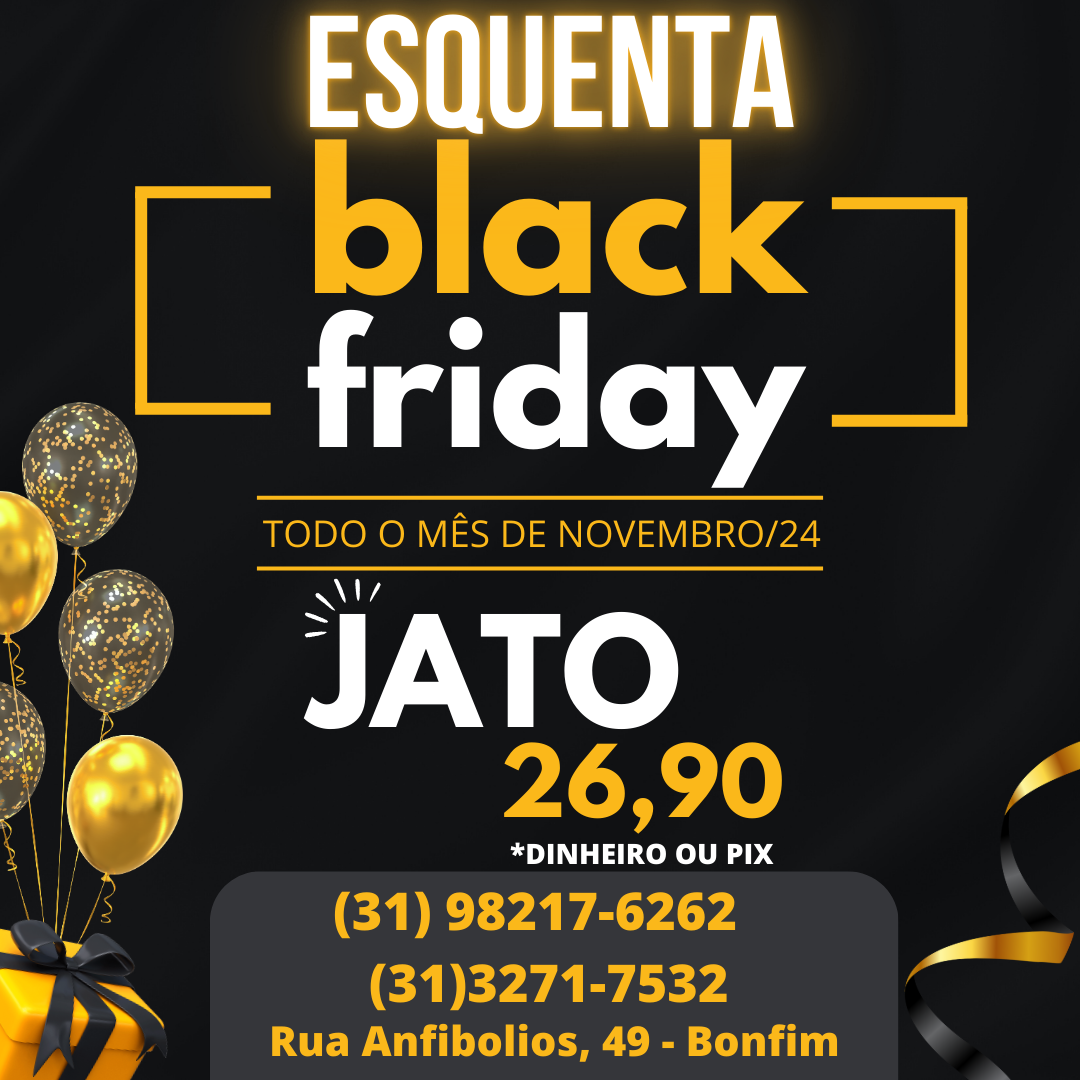 ESQUENTA
black
friday
TODO O MÊS DE NOVEMBRO/24
JATO
26,90
*DINHEIRO OU PIX
(31) 98217-6262
(31)3271-7532
Rua Anfibolios, 49 - Bonfim